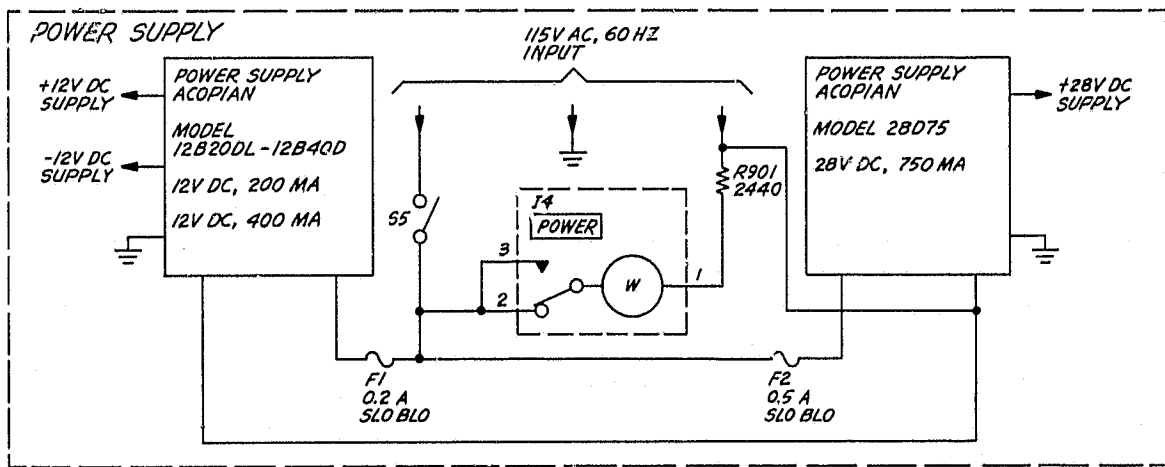 POWER SUPPLY
115V AC, 60 HZ
INPUT
+12V DC
SUPPLY
-12V DC
SUPPLY
POWER SUPPLY
ACOPIAN
MODEL
12B20DL-12B40D
12V DC, 200 MA
12V DC, 400 MA
S5
J4
POWER
3
2
W
1
R901
2440
POWER SUPPLY
ACOPIAN
MODEL 28D75
28V DC, 750 MA
+28V DC
SUPPLY
F1
0.2 A
SLO BLO
F2
0.5 A
SLO BLO